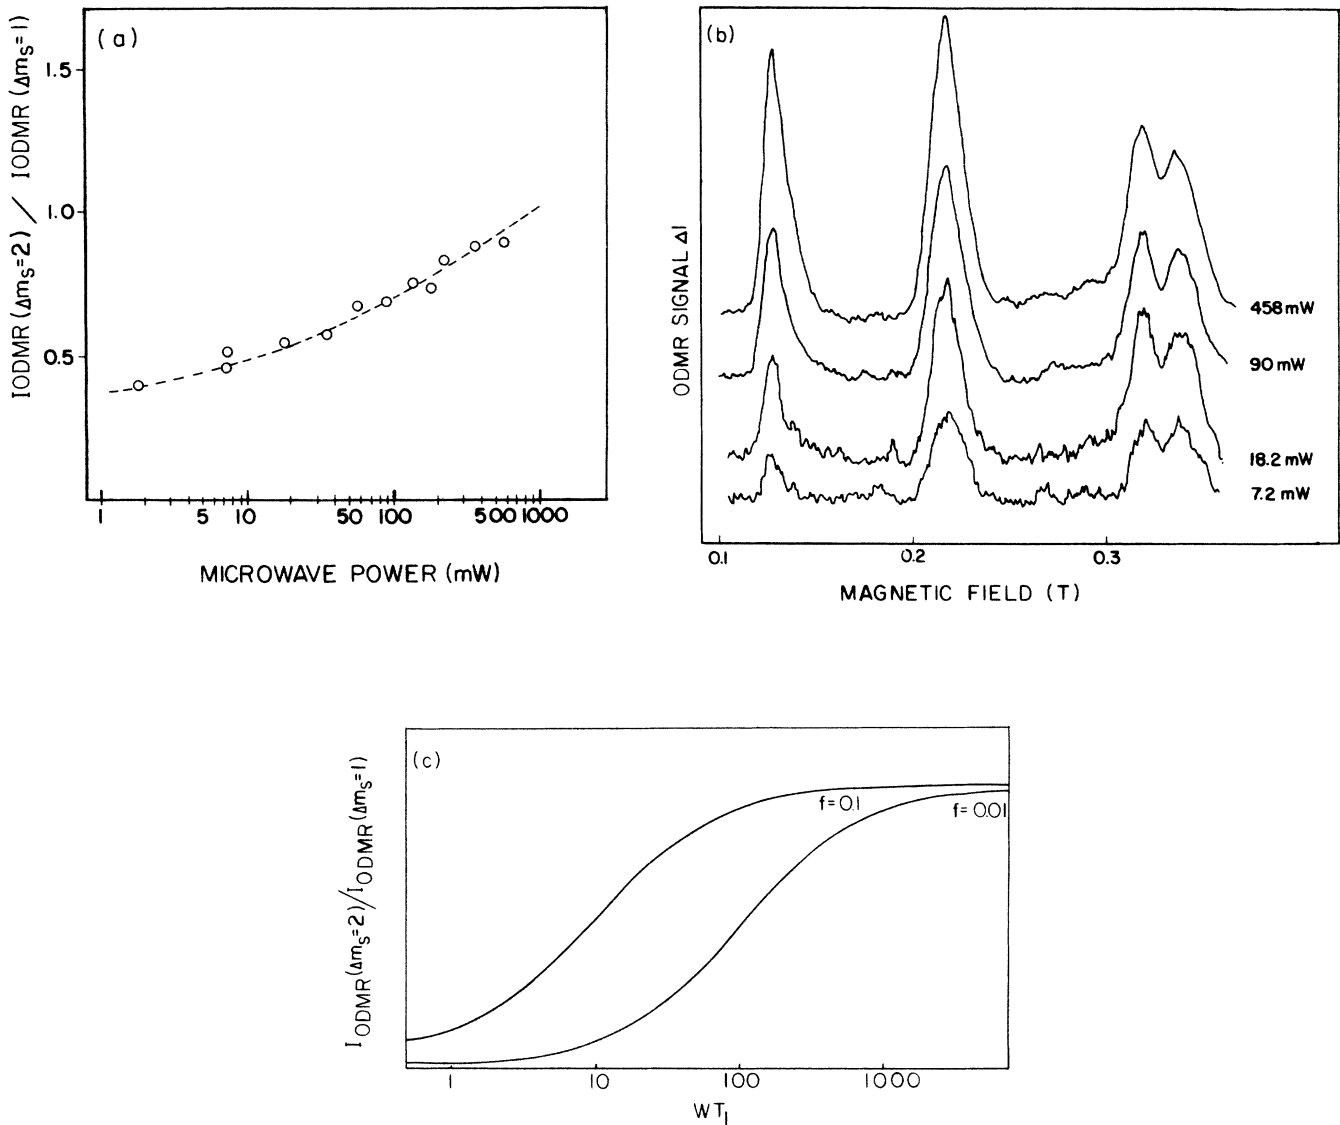 (a)
IODMR (Δms=2) / IODMR (Δms=1)
1.5
1.0
0.5
1 5 10 50 100 500 1000
MICROWAVE POWER (mW)
(b)
ODMR SIGNAL ΔI
458 mW
90 mW
18.2 mW
7.2 mW
0.1 0.2 0.3
MAGNETIC FIELD (T)
(c)
IODMR(Δms=2)/IODMR(Δms=1)
f=0.1
f=0.01
1 10 100 1000
WT1